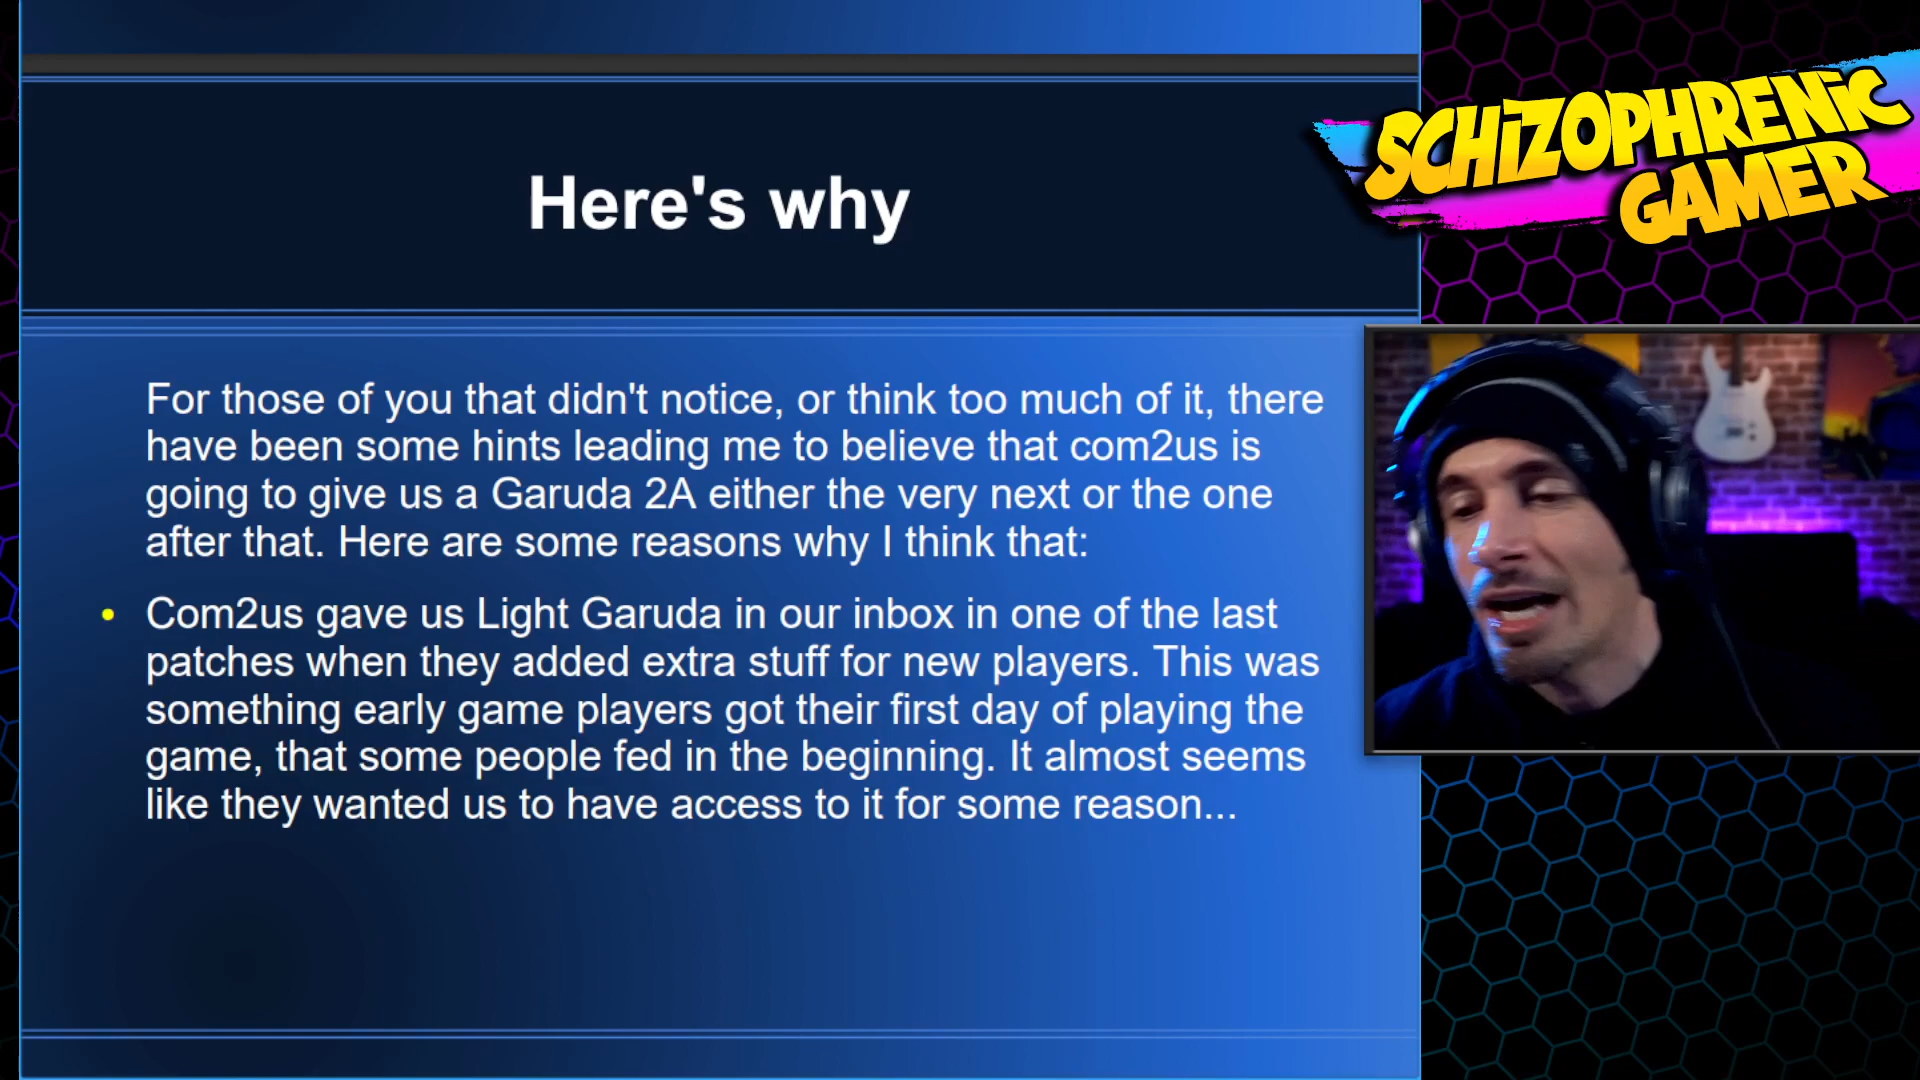 Here's why
SCHiZOPHRENiC
GAMER
For those of you that didn't notice, or think too much of it, there
have been some hints leading me to believe that com2us is
going to give us a Garuda 2A either the very next or the one
after that. Here are some reasons why I think that:
• Com2us gave us Light Garuda in our inbox in one of the last
patches when they added extra stuff for new players. This was
something early game players got their first day of playing the
game, that some people fed in the beginning. It almost seems
like they wanted us to have access to it for some reason...